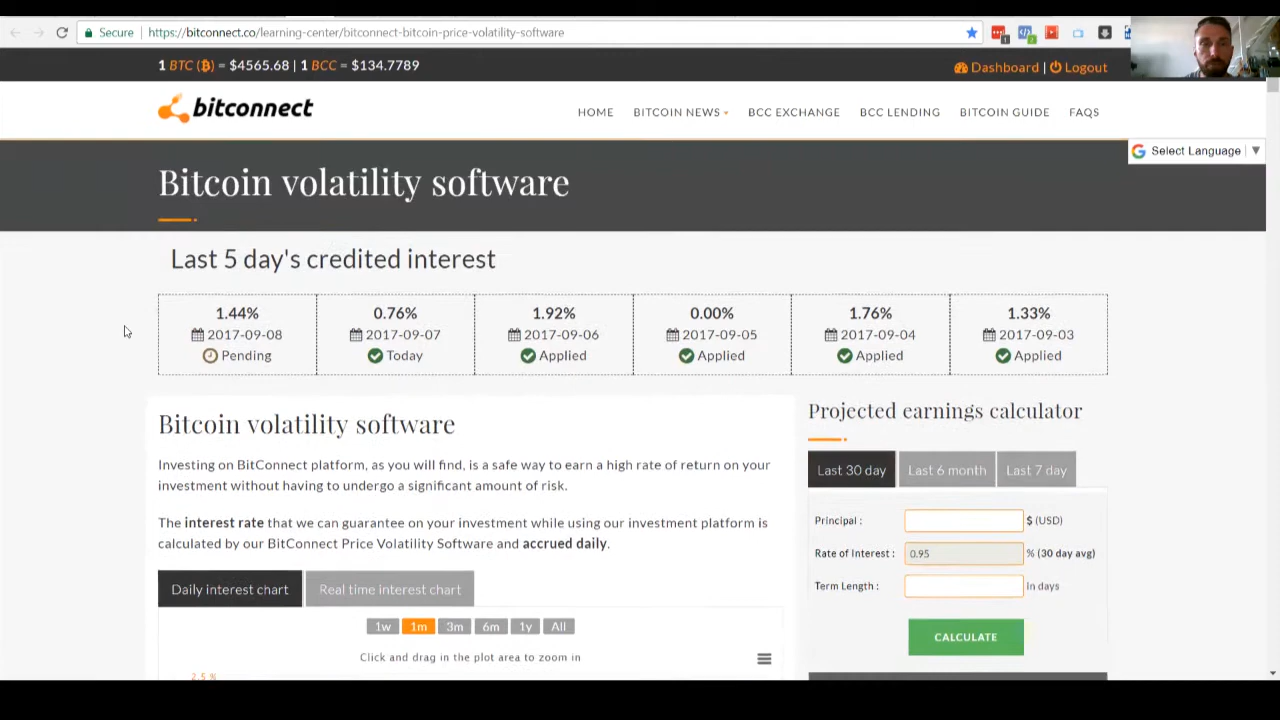 Secure https://bitconnect.co/learning-center/bitconnect-bitcoin-price-volatility-software
1 BTC (₿) = $4565.68 | 1 BCC = $134.7789
Dashboard | Logout
bitconnect
HOME BITCOIN NEWS BCC EXCHANGE BCC LENDING BITCOIN GUIDE FAQS
Select Language ▼
Bitcoin volatility software
Last 5 day's credited interest
1.44% 0.76% 1.92% 0.00% 1.76% 1.33%
2017-09-08 2017-09-07 2017-09-06 2017-09-05 2017-09-04 2017-09-03
Pending Today Applied Applied Applied Applied
Bitcoin volatility software
Investing on BitConnect platform, as you will find, is a safe way to earn a high rate of return on your
investment without having to undergo a significant amount of risk.
The interest rate that we can guarantee on your investment while using our investment platform is
calculated by our BitConnect Price Volatility Software and accrued daily.
Daily interest chart Real time interest chart
1w 1m 3m 6m 1y All
Click and drag in the plot area to zoom in
2.5 %
Projected earnings calculator
Last 30 day Last 6 month Last 7 day
Principal : $ (USD)
Rate of Interest : 0.95 % (30 day avg)
Term Length : In days
CALCULATE